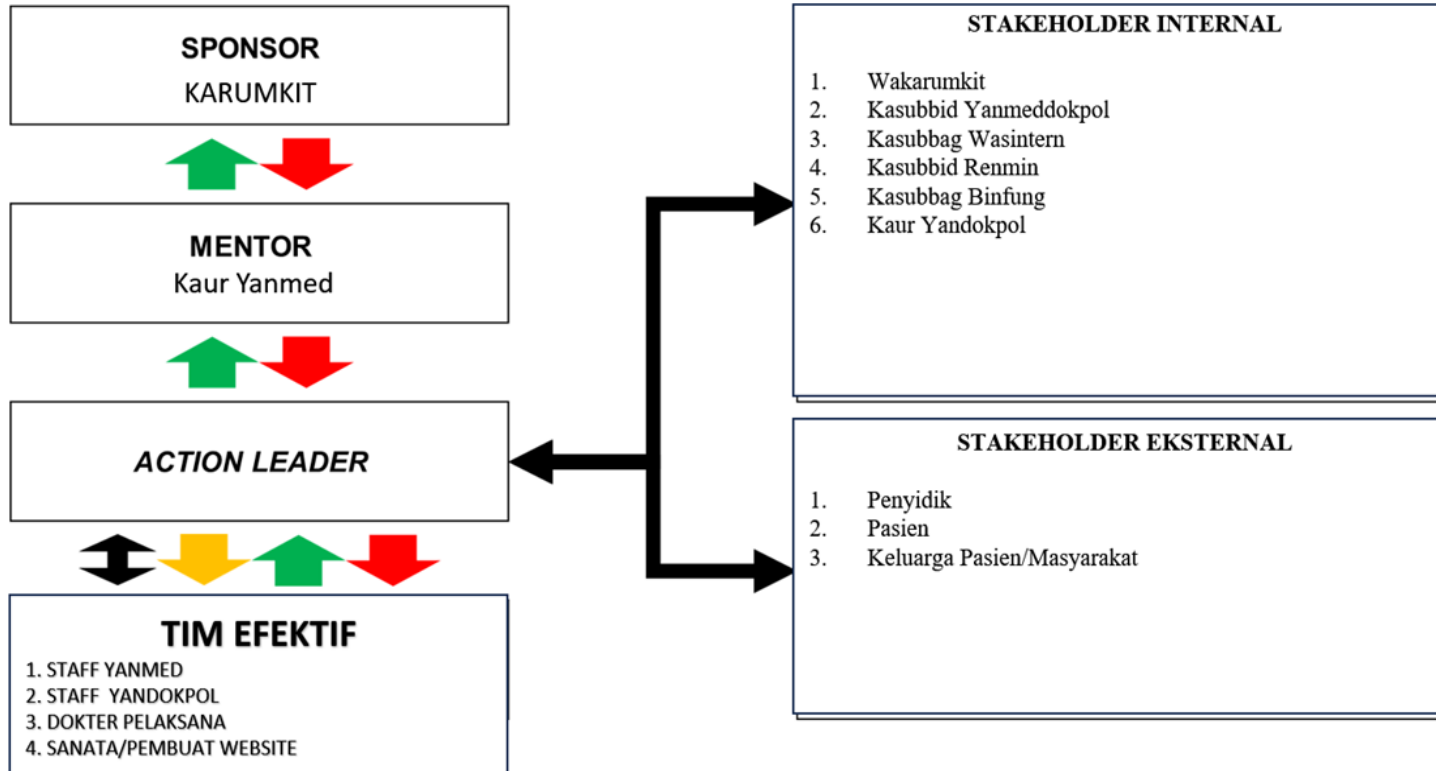 SPONSOR
KARUMKIT
MENTOR
Kaur Yanmed
ACTION LEADER
TIM EFEKTIF
1. STAFF YANMED
2. STAFF YANDOKPOL
3. DOKTER PELAKSANA
4. SANATA/PEMBUAT WEBSITE
STAKEHOLDER INTERNAL
1. Wakarumkit
2. Kasubbid Yanmeddokpol
3. Kasubbag Wasintern
4. Kasubbid Renmin
5. Kasubbag Binfung
6. Kaur Yandokpol
STAKEHOLDER EKSTERNAL
1. Penyidik
2. Pasien
3. Keluarga Pasien/Masyarakat